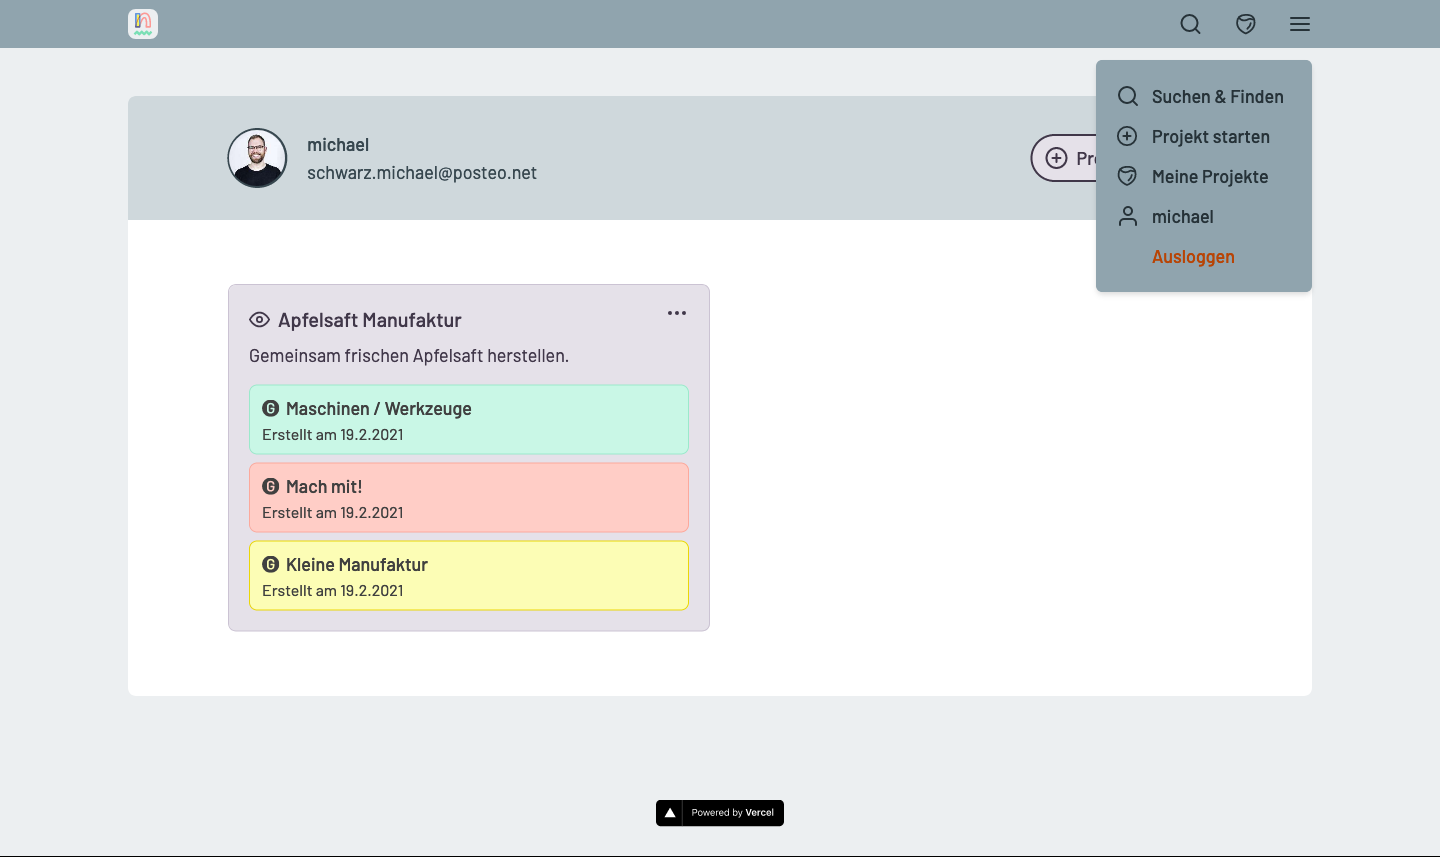 Suchen & Finden
Projekt starten
Meine Projekte
michael
Ausloggen
michael
schwarz.michael@posteo.net
Apfelsaft Manufaktur
Gemeinsam frischen Apfelsaft herstellen.
G Maschinen / Werkzeuge
Erstellt am 19.2.2021
G Mach mit!
Erstellt am 19.2.2021
G Kleine Manufaktur
Erstellt am 19.2.2021
Powered by Vercel